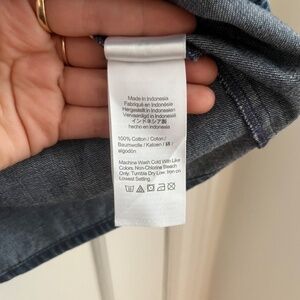 Made in Indonesia
Fabriqué en Indonésie
Hergestellt in Indonesien
Vervaardigd in Indonesië
インドネシア製
hecho en indonesia
100% Cotton / Coton /
Baumwolle / Katoen / 綿 /
algodón
Machine Wash Cold With Like
Colors. Non-Chlorine Bleach
Only. Tumble Dry Low. Iron on
Lowest Setting.